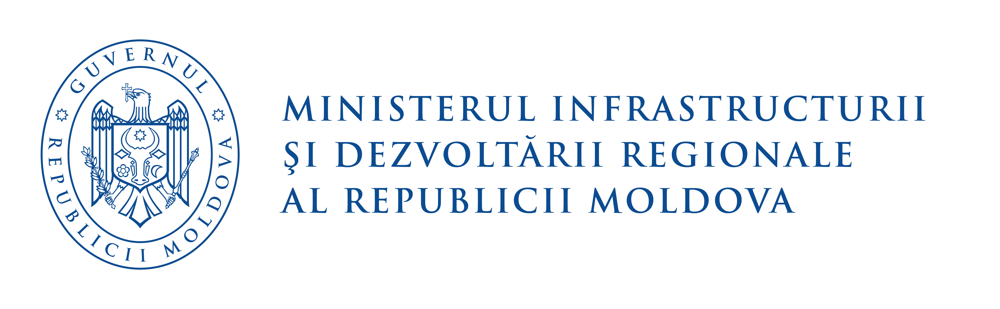 GUVERNUL
REPUBLICII MOLDOVA
MINISTERUL INFRASTRUCTURII
ŞI DEZVOLTĂRII REGIONALE
AL REPUBLICII MOLDOVA